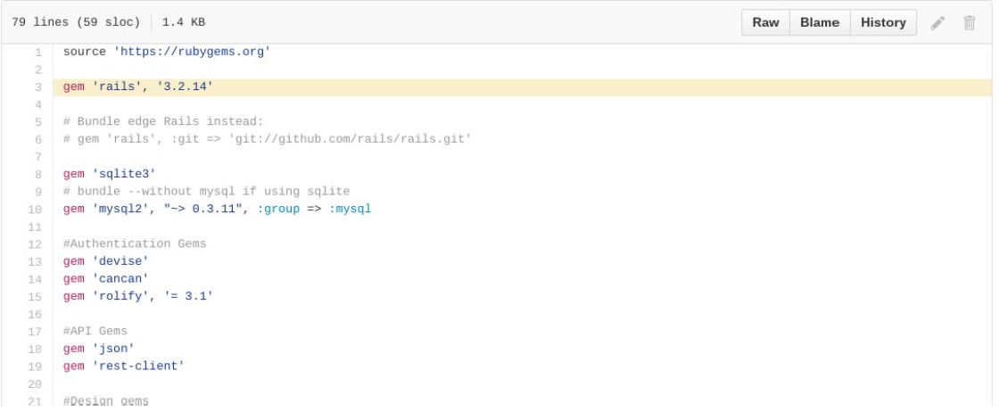 79 lines (59 sloc) 1.4 KB Raw Blame History
1 source 'https://rubygems.org'
2
3 gem 'rails', '3.2.14'
4
5 # Bundle edge Rails instead:
6 # gem 'rails', :git => 'git://github.com/rails/rails.git'
7
8 gem 'sqlite3'
9 # bundle --without mysql if using sqlite
10 gem 'mysql2', "~> 0.3.11", :group => :mysql
11
12 #Authentication Gems
13 gem 'devise'
14 gem 'cancan'
15 gem 'rolify', '= 3.1'
16
17 #API Gems
18 gem 'json'
19 gem 'rest-client'
20
21 #Design gems